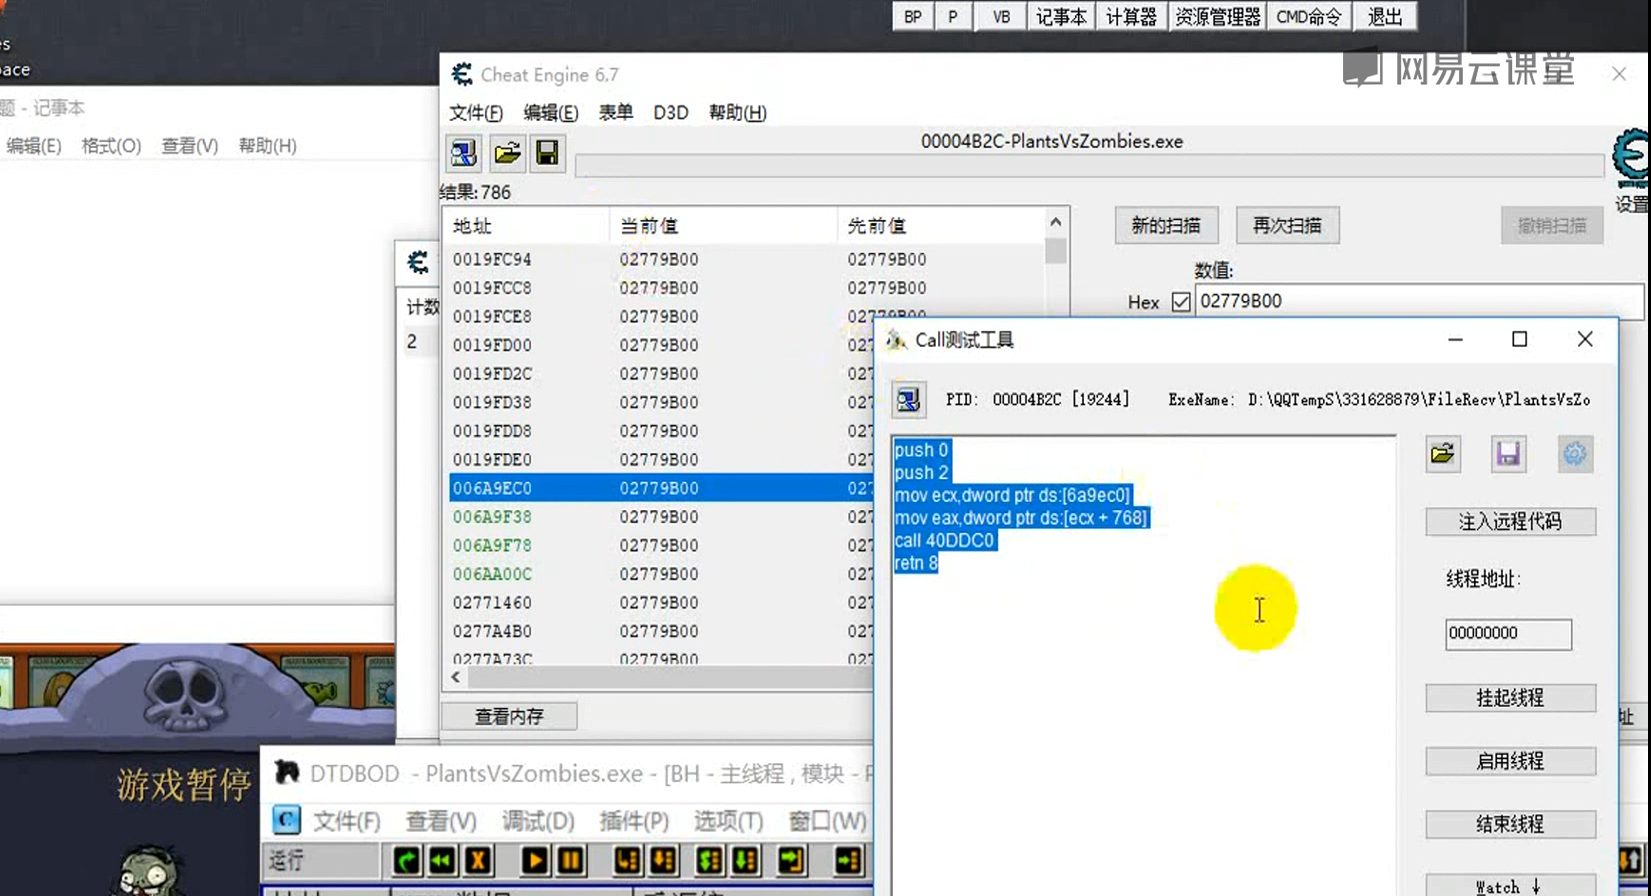 BP P VB 记事本 计算器 资源管理器 CMD命令 退出
es
pace
网易云课堂
题 - 记事本
编辑(E) 格式(O) 查看(V) 帮助(H)
Cheat Engine 6.7
文件(F) 编辑(E) 表单 D3D 帮助(H)
00004B2C-PlantsVsZombies.exe
设置
结果:786
地址 当前值 先前值
0019FC94 02779B00 02779B00
0019FCC8 02779B00 02779B00
0019FCE8 02779B00 02779B00
0019FD00 02779B00 027
0019FD2C 02779B00 027
0019FD38 02779B00 027
0019FDD8 02779B00 027
0019FDE0 02779B00 027
006A9EC0 02779B00 027
006A9F38 02779B00 027
006A9F78 02779B00 027
006AA00C 02779B00 027
02771460 02779B00 027
0277A4B0 02779B00 027
0277A73C 02779B00 027
查看内存
新的扫描 再次扫描 撤销扫描
数值:
Hex 02779B00
计数
2
Call测试工具
PID: 00004B2C [19244] ExeName: D:\QQTempS\331628879\FileRecv\PlantsVsZo
push 0
push 2
mov ecx,dword ptr ds:[6a9ec0]
mov eax,dword ptr ds:[ecx + 768]
call 40DDC0
retn 8
注入远程代码
线程地址:
00000000
挂起线程
启用线程
结束线程
Watch ↓
址
游戏暂停
DTDBOD - PlantsVsZombies.exe - [BH - 主线程 , 模块 - P
C 文件(F) 查看(V) 调试(D) 插件(P) 选项(T) 窗口(W)
运行